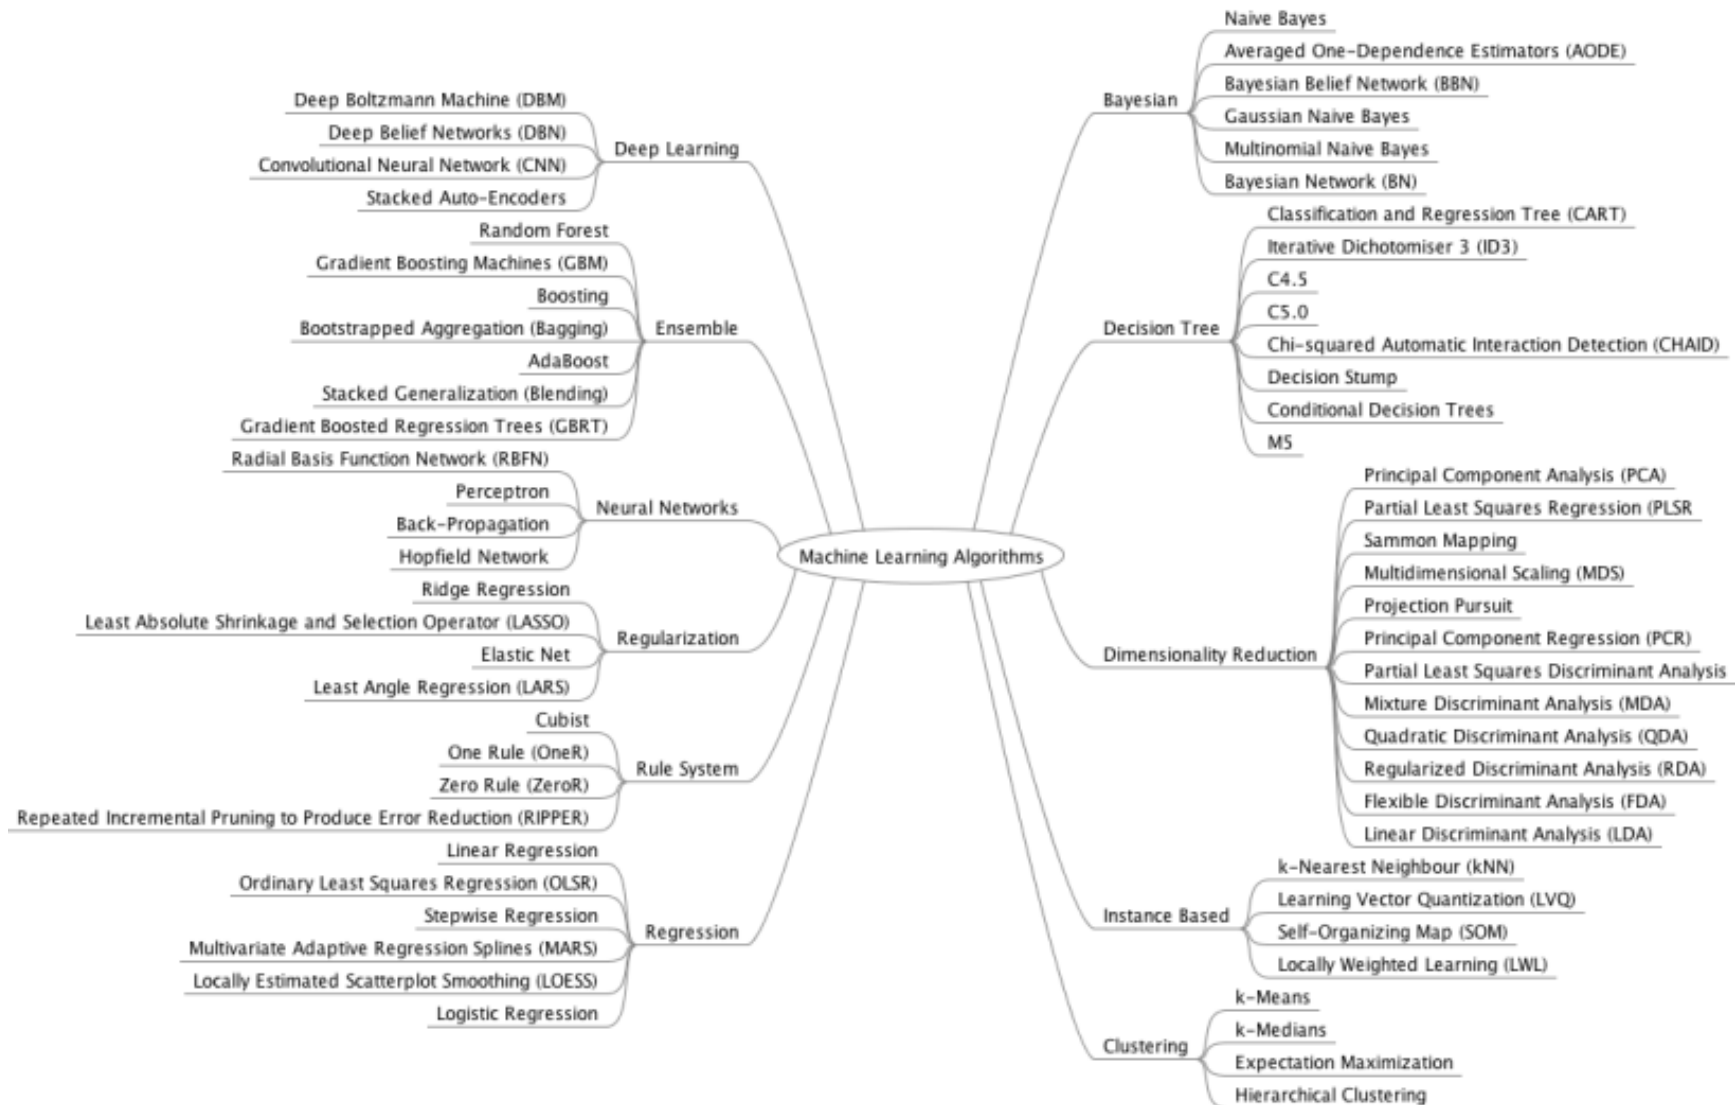 Machine Learning Algorithms
Deep Learning
Deep Boltzmann Machine (DBM)
Deep Belief Networks (DBN)
Convolutional Neural Network (CNN)
Stacked Auto-Encoders
Ensemble
Random Forest
Gradient Boosting Machines (GBM)
Boosting
Bootstrapped Aggregation (Bagging)
AdaBoost
Stacked Generalization (Blending)
Gradient Boosted Regression Trees (GBRT)
Neural Networks
Radial Basis Function Network (RBFN)
Perceptron
Back-Propagation
Hopfield Network
Regularization
Ridge Regression
Least Absolute Shrinkage and Selection Operator (LASSO)
Elastic Net
Least Angle Regression (LARS)
Rule System
Cubist
One Rule (OneR)
Zero Rule (ZeroR)
Repeated Incremental Pruning to Produce Error Reduction (RIPPER)
Regression
Linear Regression
Ordinary Least Squares Regression (OLSR)
Stepwise Regression
Multivariate Adaptive Regression Splines (MARS)
Locally Estimated Scatterplot Smoothing (LOESS)
Logistic Regression
Bayesian
Naive Bayes
Averaged One-Dependence Estimators (AODE)
Bayesian Belief Network (BBN)
Gaussian Naive Bayes
Multinomial Naive Bayes
Bayesian Network (BN)
Decision Tree
Classification and Regression Tree (CART)
Iterative Dichotomiser 3 (ID3)
C4.5
C5.0
Chi-squared Automatic Interaction Detection (CHAID)
Decision Stump
Conditional Decision Trees
M5
Dimensionality Reduction
Principal Component Analysis (PCA)
Partial Least Squares Regression (PLSR
Sammon Mapping
Multidimensional Scaling (MDS)
Projection Pursuit
Principal Component Regression (PCR)
Partial Least Squares Discriminant Analysis
Mixture Discriminant Analysis (MDA)
Quadratic Discriminant Analysis (QDA)
Regularized Discriminant Analysis (RDA)
Flexible Discriminant Analysis (FDA)
Linear Discriminant Analysis (LDA)
Instance Based
k-Nearest Neighbour (kNN)
Learning Vector Quantization (LVQ)
Self-Organizing Map (SOM)
Locally Weighted Learning (LWL)
Clustering
k-Means
k-Medians
Expectation Maximization
Hierarchical Clustering